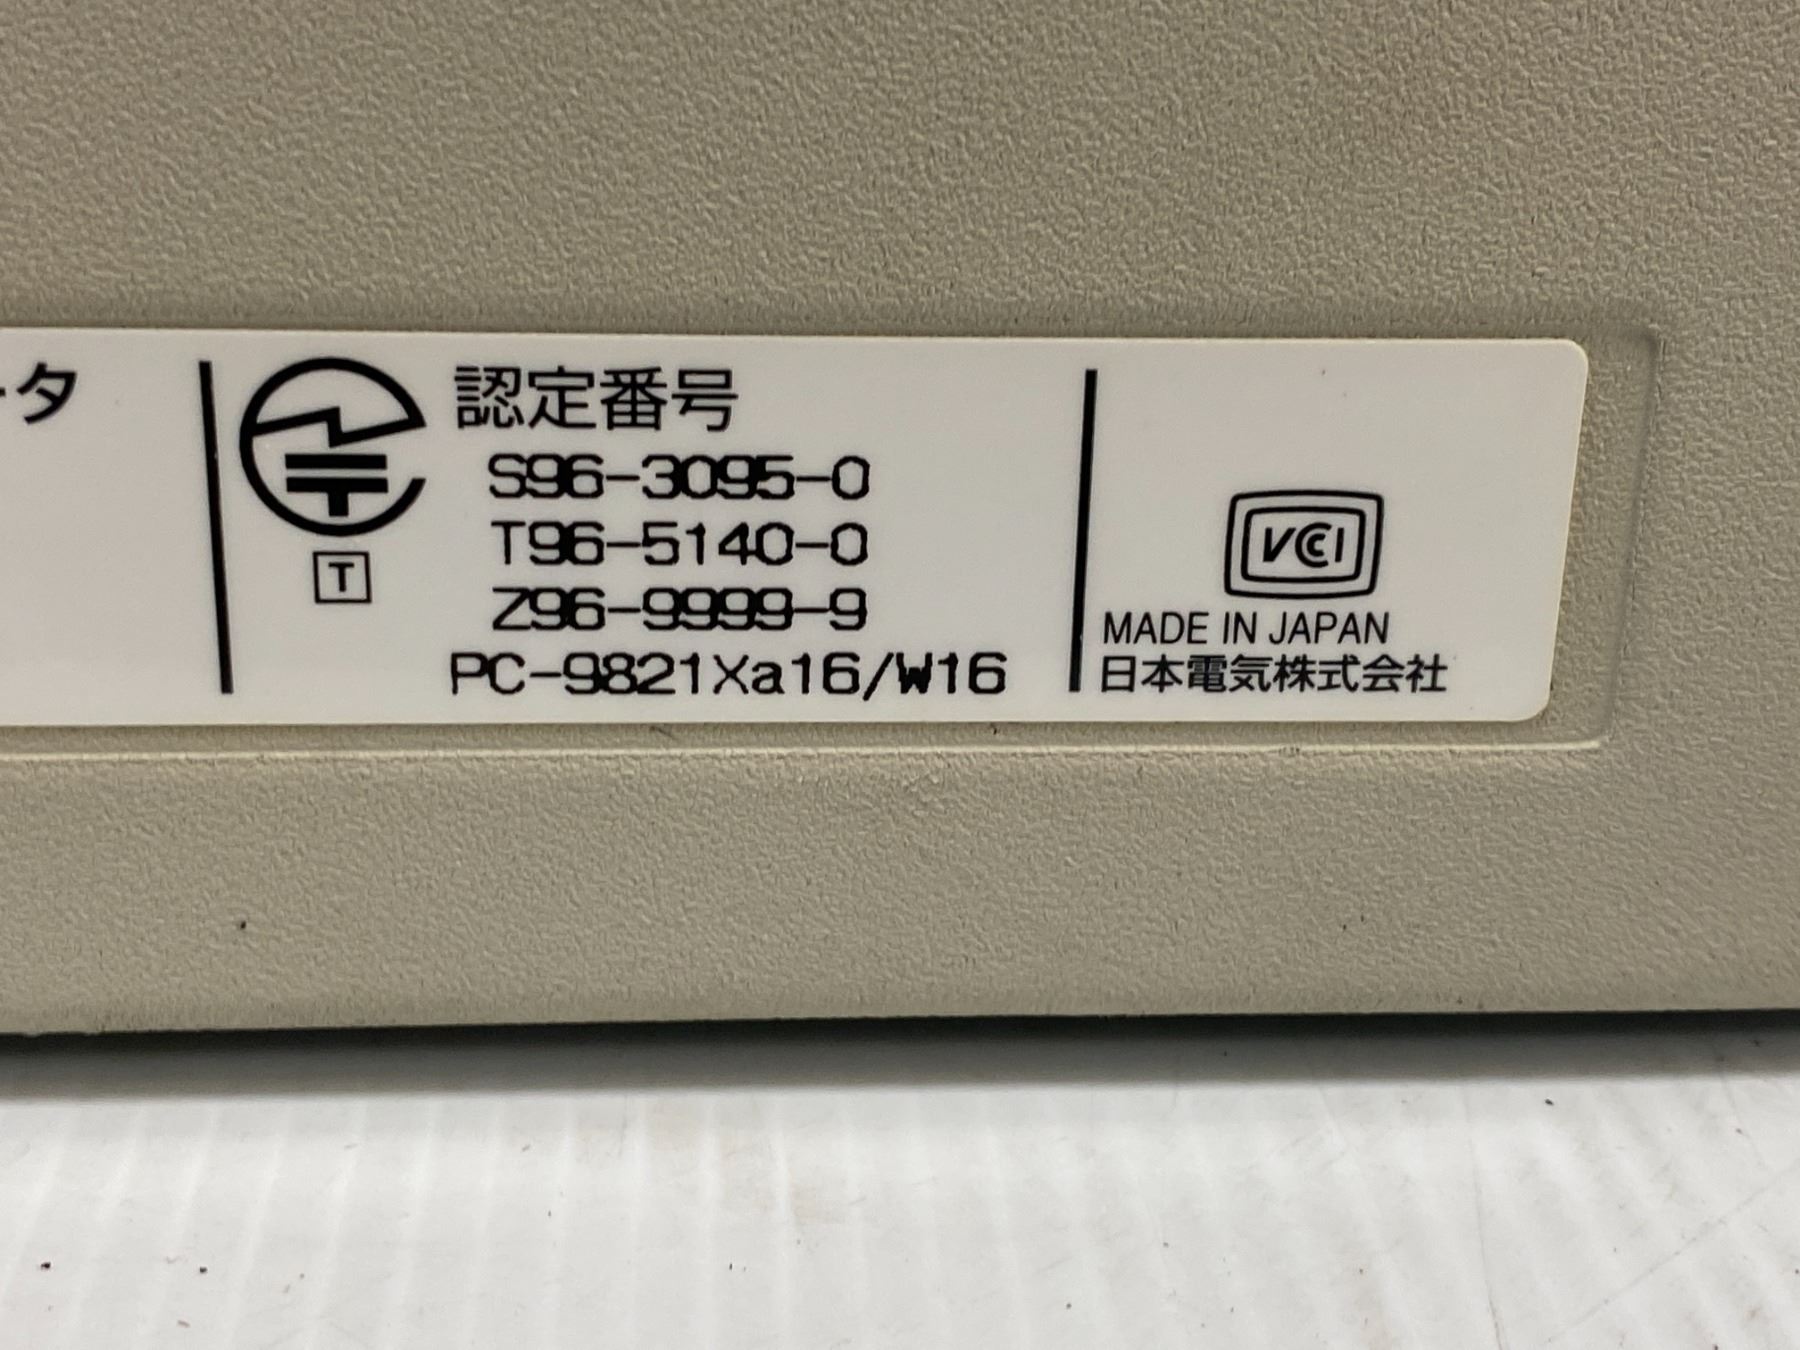 ータ
認定番号
S96-3095-0
T96-5140-0
Z96-9999-9
PC-9821Xa16/W16
T
VCCI
MADE IN JAPAN
日本電気株式会社